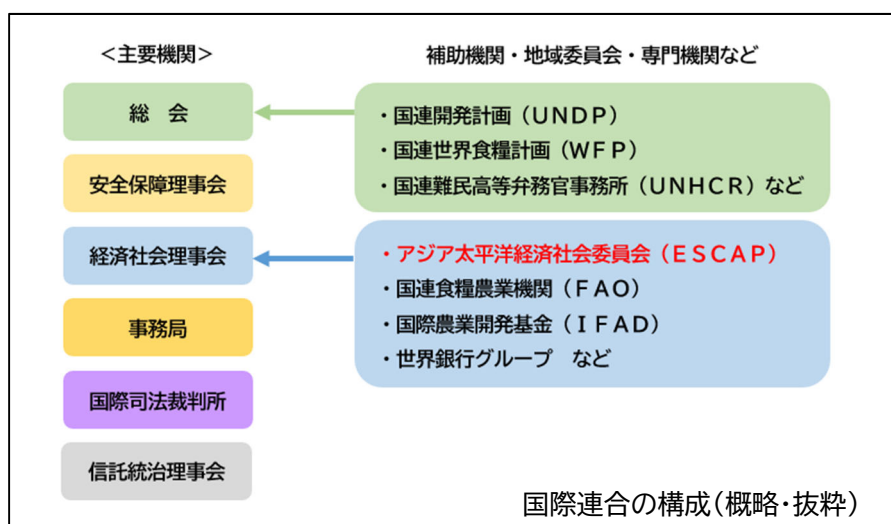 <主要機関>
補助機関・地域委員会・専門機関など
総 会
安全保障理事会
経済社会理事会
事務局
国際司法裁判所
信託統治理事会
・国連開発計画（ＵＮＤＰ）
・国連世界食糧計画（ＷＦＰ）
・国連難民高等弁務官事務所（ＵＮＨＣＲ）など
・アジア太平洋経済社会委員会（ＥＳＣＡＰ）
・国連食糧農業機関（ＦＡＯ）
・国際農業開発基金（ＩＦＡＤ）
・世界銀行グループ など
国際連合の構成（概略・抜粋）